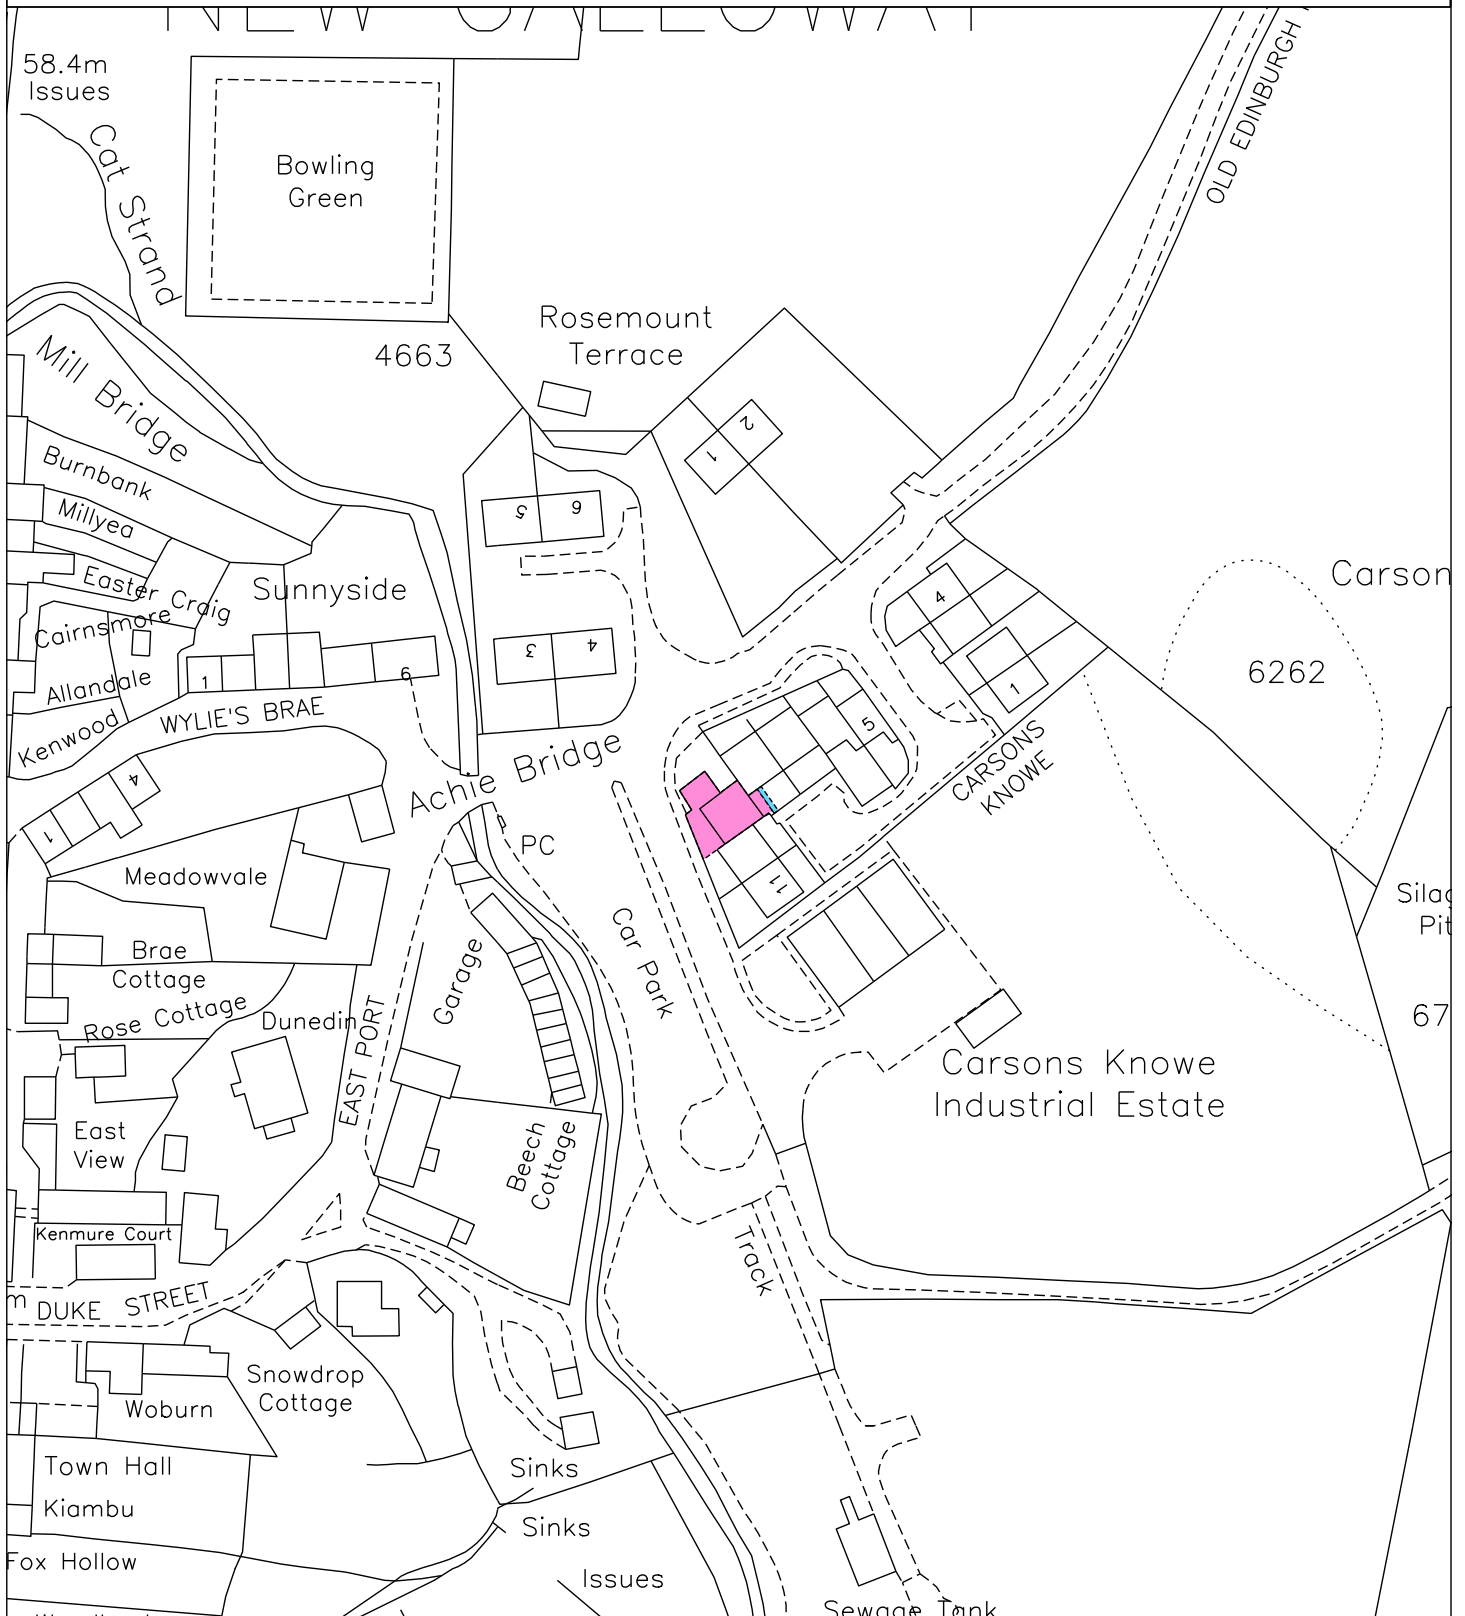 NEW GALLOWAY
58.4m
Issues
Cat Strand
Bowling
Green
OLD EDINBURGH
Rosemount
Terrace
4663
Mill Bridge
2
1
Burnbank
5
6
Millyea
Carson
Easter Craig
Sunnyside
4
Cairnsmore
3
4
6262
1
9
1
Allandale
WYLIE'S BRAE
5
Kenwood
Achie Bridge
CARSONS
KNOWE
4
1
PC
Meadowvale
11
Silag
Pit
Car Park
Garage
Brae
Cottage
Rose Cottage
Dunedin
EAST PORT
67
Carsons Knowe
Industrial Estate
East
View
Beech
Cottage
Kenmure Court
Track
m
DUKE STREET
Snowdrop
Cottage
Woburn
Town Hall
Sinks
Kiambu
Sinks
Fox Hollow
Issues
Sewage Tank